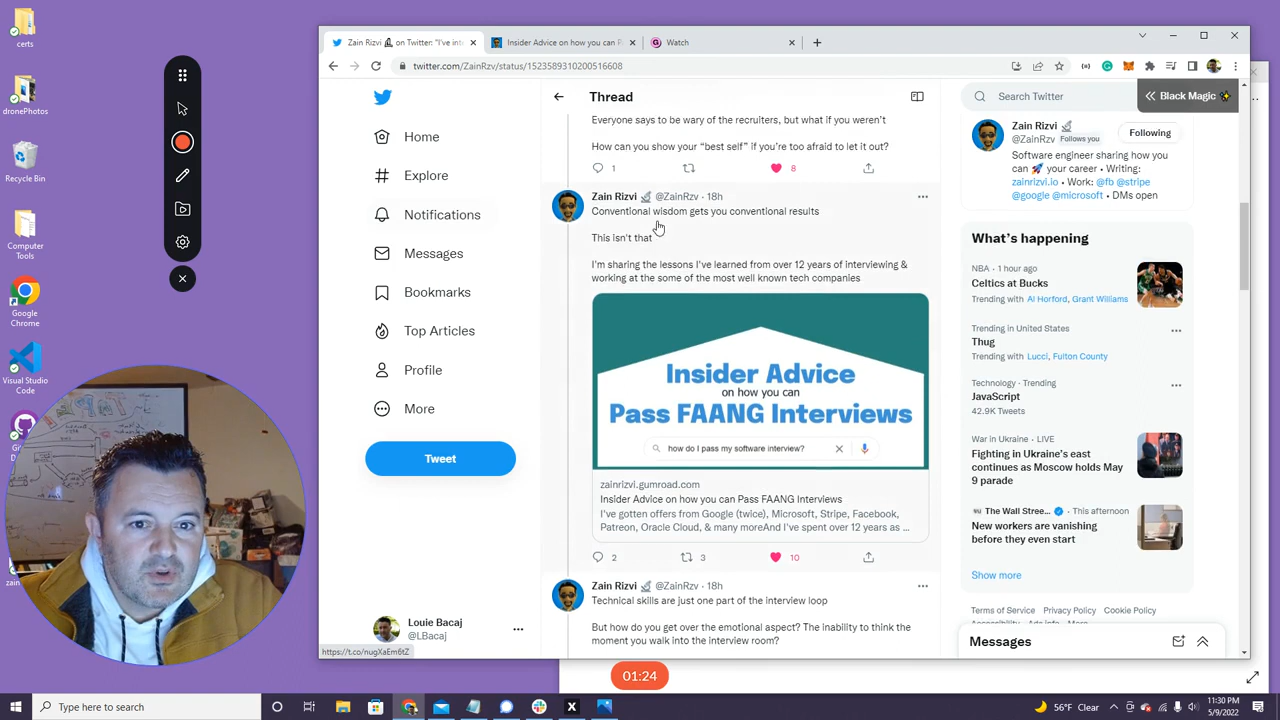 certs
dronePhotos
Recycle Bin
Computer
Tools
Google
Chrome
Visual Studio
Code
Zain Rizvi on Twitter: "I've int
Insider Advice on how you can P
Watch
twitter.com/ZainRzv/status/1523589310200516608
Home
Explore
Notifications
Messages
Bookmarks
Top Articles
Profile
More
Tweet
Louie Bacaj
@LBacaj
https://t.co/nugXaEm6tZ
Thread
Everyone says to be wary of the recruiters, but what if you weren't
How can you show your "best self" if you're too afraid to let it out?
1
8
Zain Rizvi @ZainRzv · 18h
Conventional wisdom gets you conventional results
This isn't that
I'm sharing the lessons I've learned from over 12 years of interviewing &
working at the some of the most well known tech companies
Insider Advice
on how you can
Pass FAANG Interviews
how do I pass my software interview?
zainrizvi.gumroad.com
Insider Advice on how you can Pass FAANG Interviews
I've gotten offers from Google (twice), Microsoft, Stripe, Facebook,
Patreon, Oracle Cloud, & many moreAnd I've spent over 12 years as ...
2
3
10
Zain Rizvi @ZainRzv · 18h
Technical skills are just one part of the interview loop
But how do you get over the emotional aspect? The inability to think the
moment you walk into the interview room?
Search Twitter
Black Magic
Zain Rizvi
@ZainRzv Follows you
Following
Software engineer sharing how you
can 🚀 your career • Writing:
zainrizvi.io • Work: @fb @stripe
@google @microsoft • DMs open
What's happening
NBA · 1 hour ago
Celtics at Bucks
Trending with Al Horford, Grant Williams
Trending in United States
Thug
Trending with Lucci, Fulton County
Technology · Trending
JavaScript
42.9K Tweets
War in Ukraine · LIVE
Fighting in Ukraine's east
continues as Moscow holds May
9 parade
The Wall Stree... · This afternoon
New workers are vanishing
before they even start
Show more
Terms of Service Privacy Policy Cookie Policy
Messages
01:24
Type here to search
56°F Clear
11:30 PM
5/9/2022